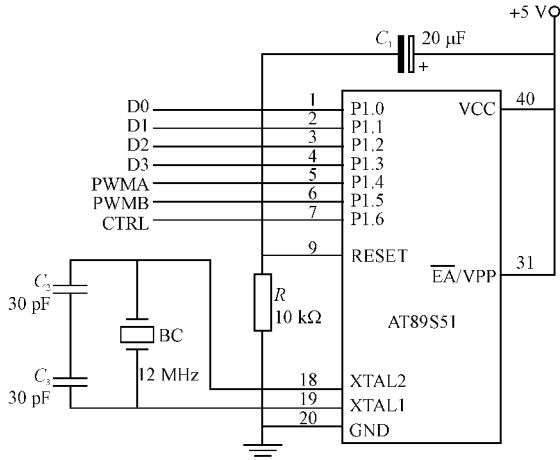 +5 V
C1 20 μF
+
D0 1 P1.0 VCC 40
D1 2 P1.1
D2 3 P1.2
D3 4 P1.3
PWMA 5 P1.4
PWMB 6 P1.5
CTRL 7 P1.6
9 RESET
EA/VPP 31
C2
30 pF
R
10 kΩ
AT89S51
BC
12 MHz
C3
30 pF
18 XTAL2
19 XTAL1
20 GND